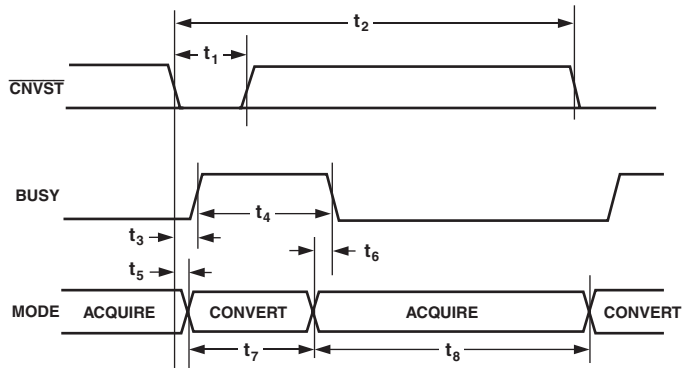 t2
t1
CNVST
BUSY
t4
t3
t6
t5
MODE ACQUIRE CONVERT ACQUIRE CONVERT
t7 t8